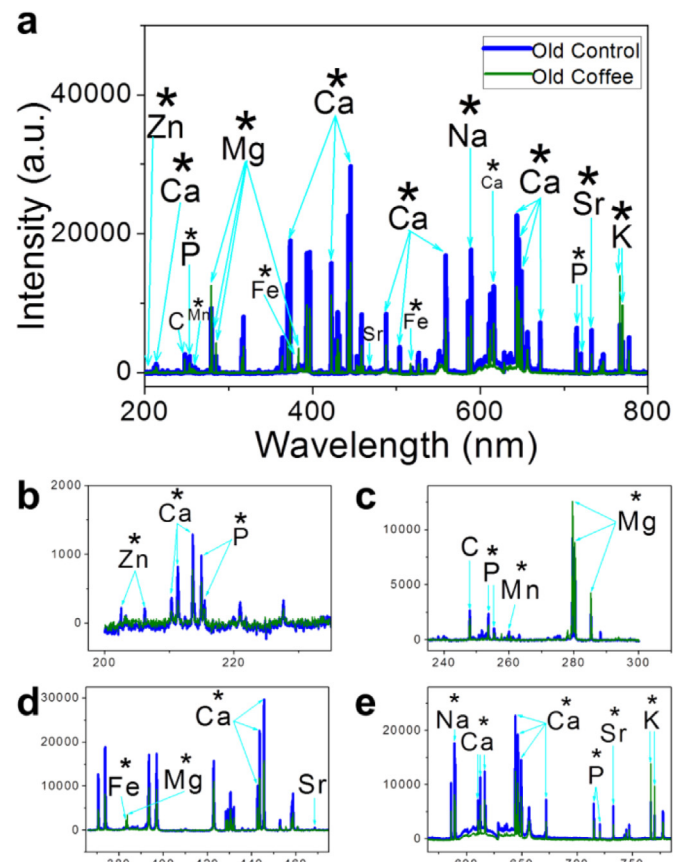 a
Old Control
Old Coffee
Intensity (a.u.)
40000
20000
0
* Zn
* Ca
* P
C
* Mn
* Mg
* Fe
* Ca
Sr
* Ca
* Fe
* Na
* Ca
* Ca
* P
* Sr
* K
200 400 600 800
Wavelength (nm)
b
2000
1000
0
* Zn
* Ca
* P
200 220
c
10000
5000
0
C
* P
* Mn
* Mg
240 260 280 300
d
30000
20000
10000
0
* Fe
* Mg
* Ca
Sr
e
20000
10000
0
* Na
* Ca
* Ca
* P
* Sr
* K